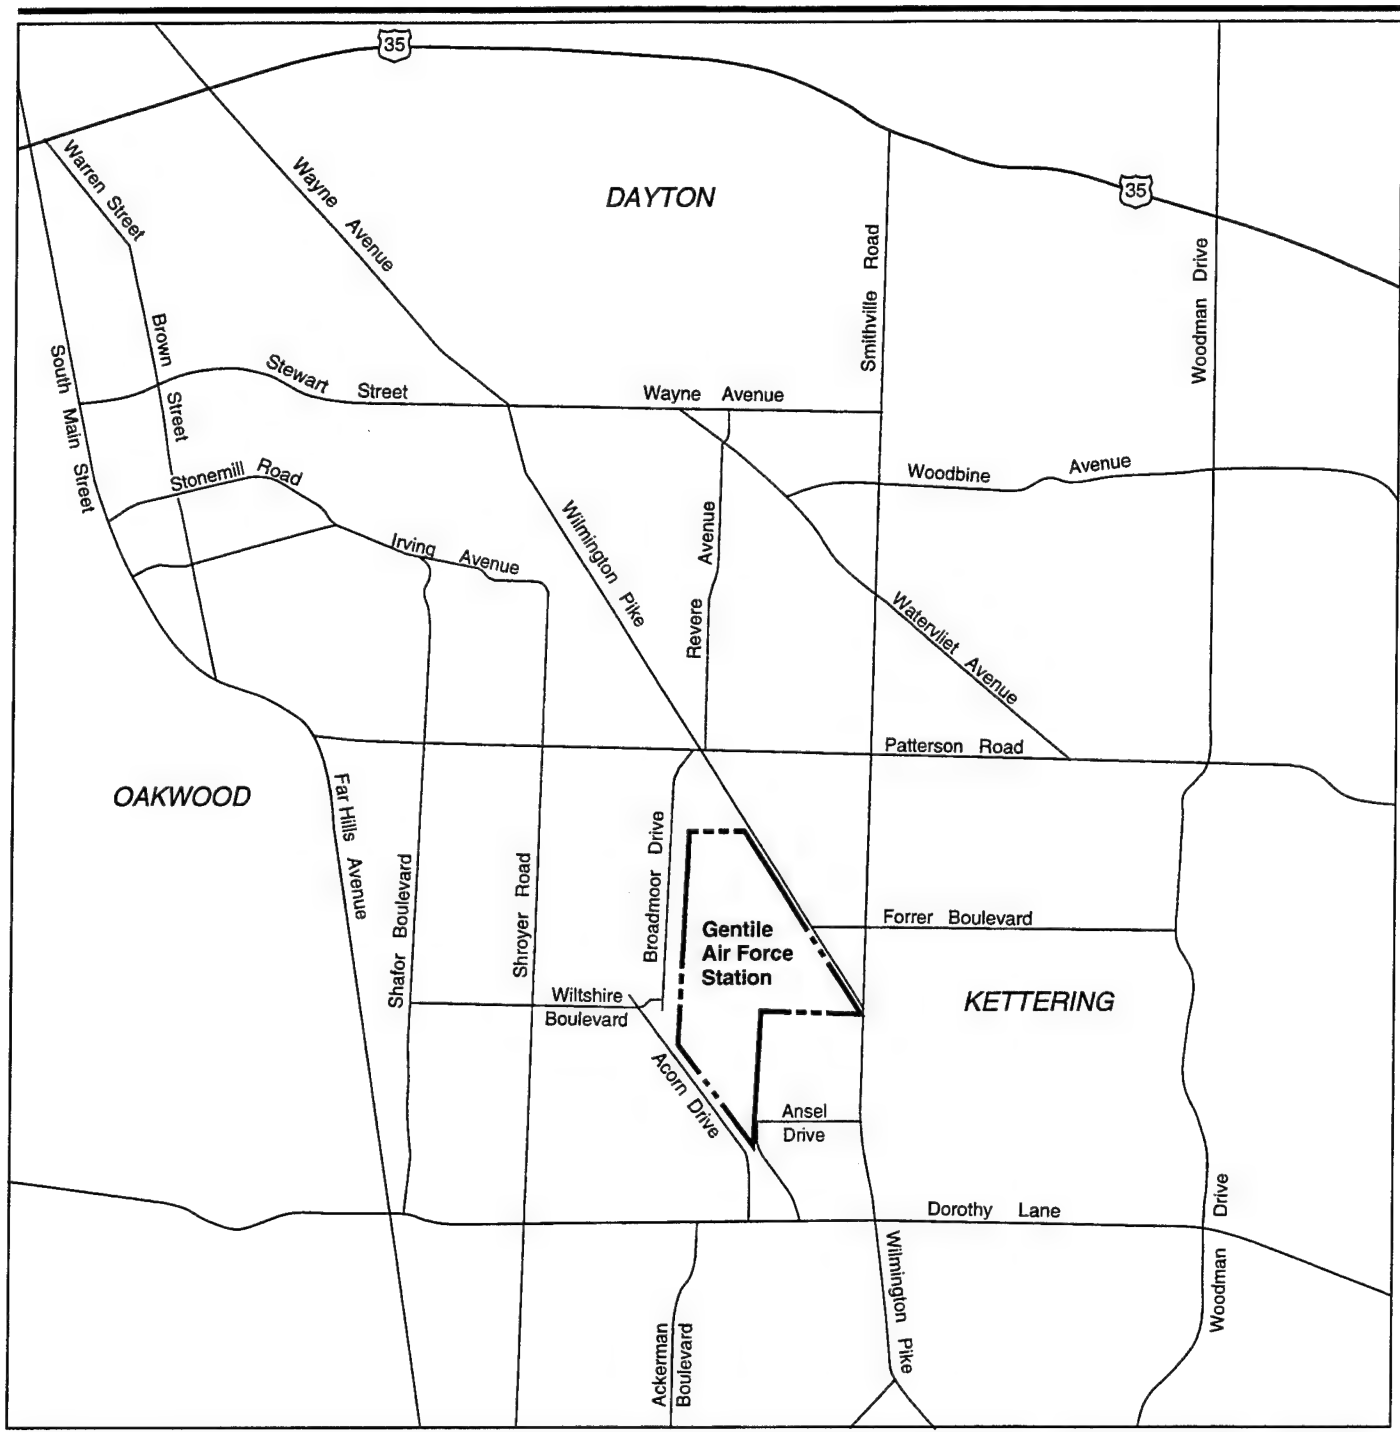 35
35
Warren Street
Wayne Avenue
DAYTON
Smithville Road
Woodman Drive
South Main Street
Brown Street
Stewart Street
Wayne Avenue
Stonemill Road
Woodbine Avenue
Irving Avenue
Wilmington Pike
Revere Avenue
Watervliet Avenue
Patterson Road
OAKWOOD
Far Hills Avenue
Shafor Boulevard
Shroyer Road
Broadmoor Drive
Gentile
Air Force
Station
Forrer Boulevard
KETTERING
Wiltshire
Boulevard
Acorn Drive
Ansel
Drive
Dorothy Lane
Woodman Drive
Wilmington Pike
Ackerman
Boulevard